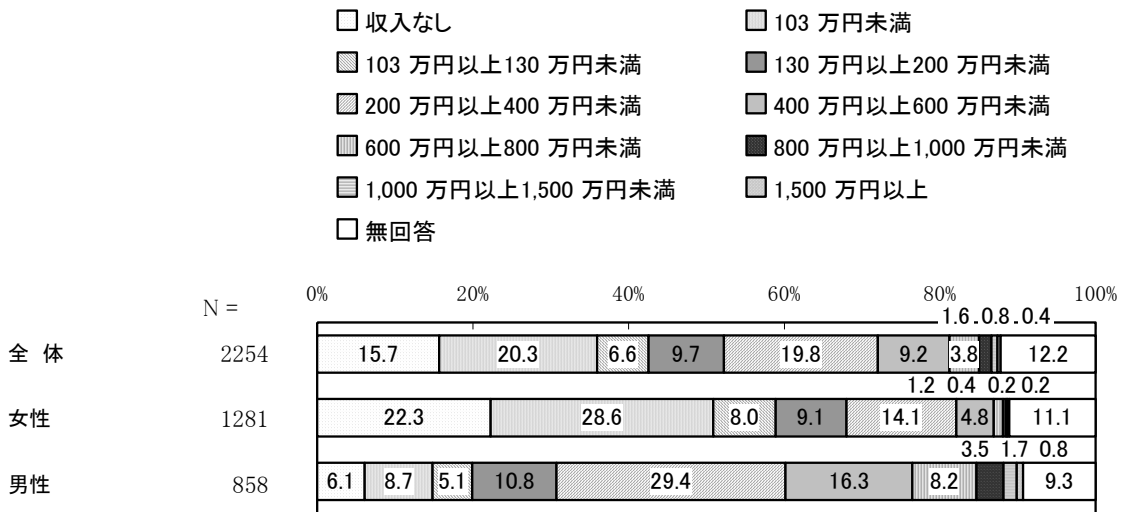 収入なし 103 万円未満
103 万円以上130 万円未満 130 万円以上200 万円未満
200 万円以上400 万円未満 400 万円以上600 万円未満
600 万円以上800 万円未満 800 万円以上1,000 万円未満
1,000 万円以上1,500 万円未満 1,500 万円以上
無回答
N = 0% 20% 40% 60% 80% 100%
1.6 0.8 0.4
全 体 2254 15.7 20.3 6.6 9.7 19.8 9.2 3.8 12.2
1.2 0.4 0.2 0.2
女性 1281 22.3 28.6 8.0 9.1 14.1 4.8 11.1
3.5 1.7 0.8
男性 858 6.1 8.7 5.1 10.8 29.4 16.3 8.2 9.3